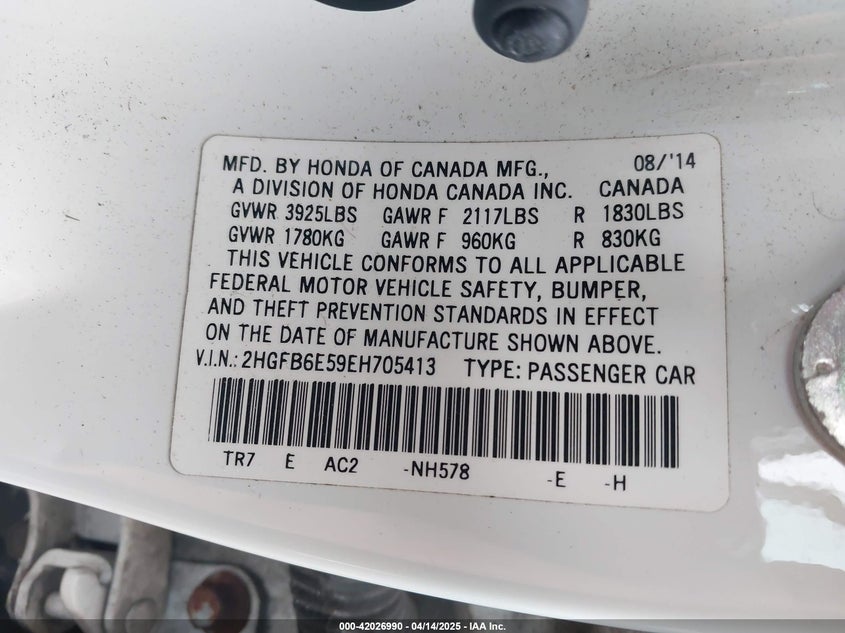 MFD. BY HONDA OF CANADA MFG., 08/'14
A DIVISION OF HONDA CANADA INC. CANADA
GVWR 3925LBS GAWR F 2117LBS R 1830LBS
GVWR 1780KG GAWR F 960KG R 830KG
THIS VEHICLE CONFORMS TO ALL APPLICABLE
FEDERAL MOTOR VEHICLE SAFETY, BUMPER,
AND THEFT PREVENTION STANDARDS IN EFFECT
ON THE DATE OF MANUFACTURE SHOWN ABOVE.
V.I.N.: 2HGFB6E59EH705413 TYPE: PASSENGER CAR
TR7 E AC2 -NH578 -E -H
000-42026990 - 04/14/2025 - IAA Inc.